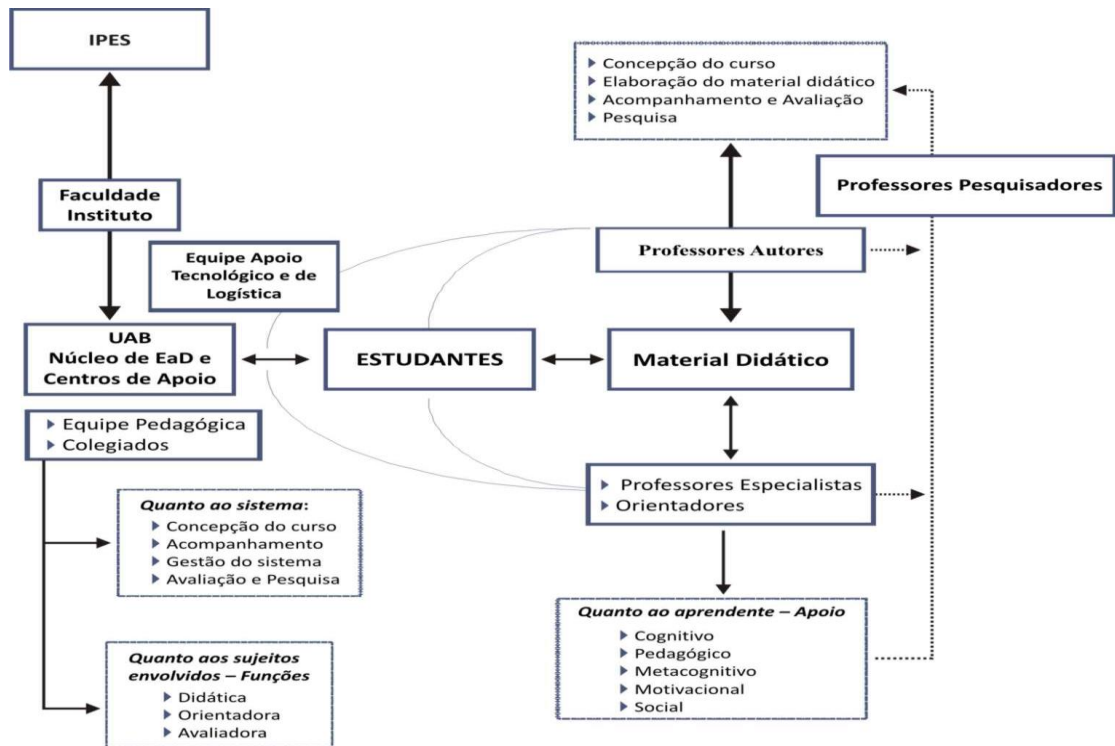 IPES
Concepção do curso
Elaboração do material didático
Acompanhamento e Avaliação
Pesquisa
Professores Pesquisadores
Faculdade
Instituto
Equipe Apoio
Tecnológico e de
Logística
Professores Autores
UAB
Núcleo de EaD e
Centros de Apoio
ESTUDANTES
Material Didático
Equipe Pedagógica
Colegiados
Professores Especialistas
Orientadores
Quanto ao sistema:
Concepção do curso
Acompanhamento
Gestão do sistema
Avaliação e Pesquisa
Quanto ao aprendente – Apoio
Cognitivo
Pedagógico
Metacognitivo
Motivacional
Social
Quanto aos sujeitos
envolvidos – Funções
Didática
Orientadora
Avaliadora